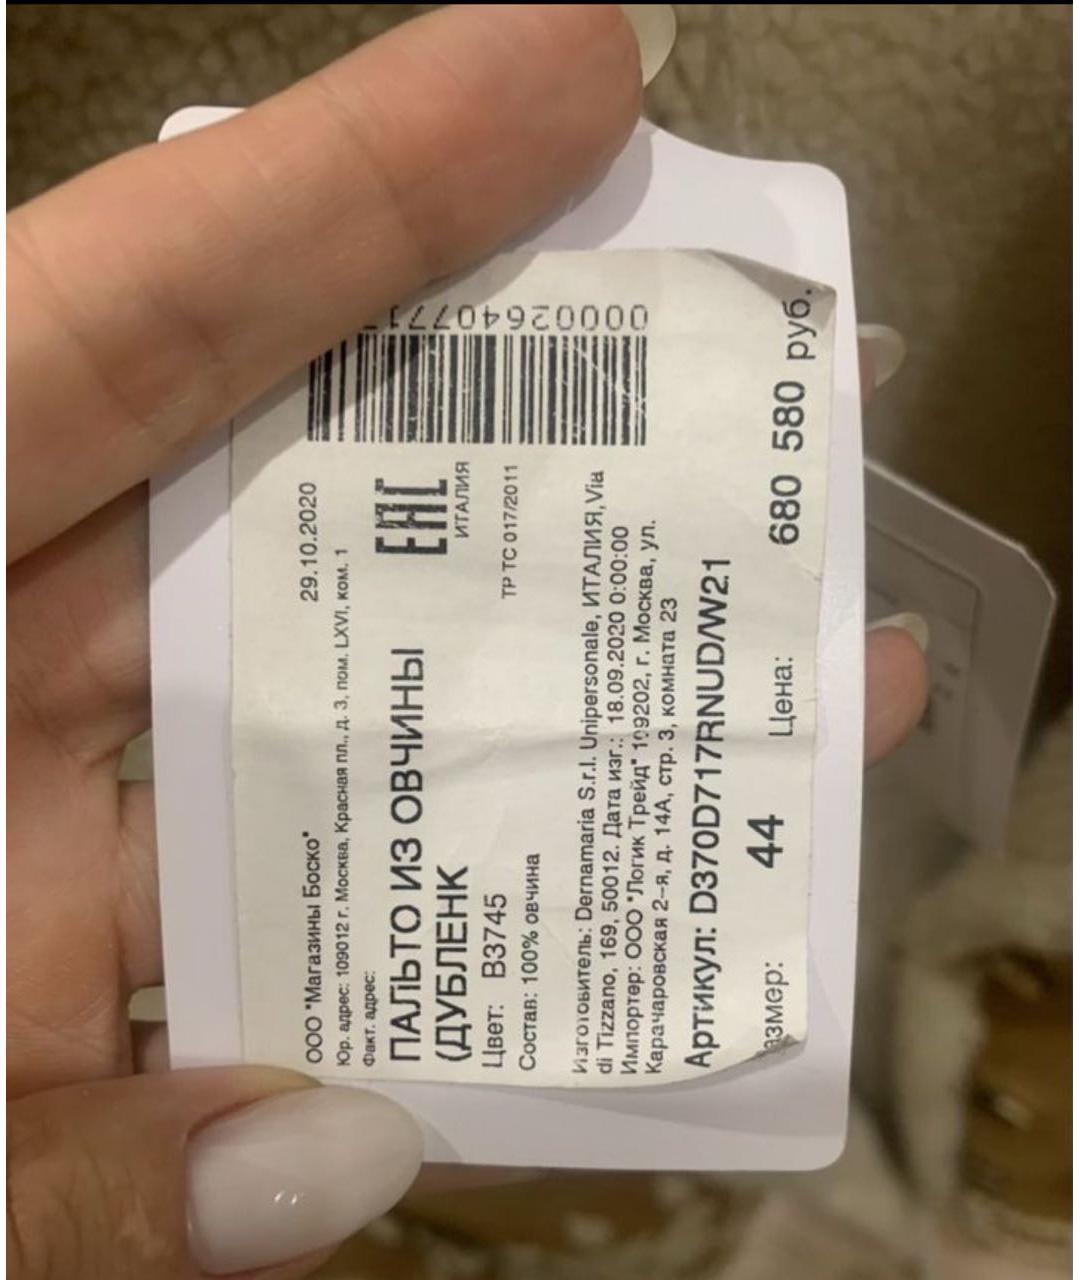 ООО "Магазины Боско" 29.10.2020
Юр. адрес: 109012 г. Москва, Красная пл., д. 3, пом. LXVI, ком. 1
Факт. адрес:
ПАЛЬТО ИЗ ОВЧИНЫ
(ДУБЛЕНК
EAC
ИТАЛИЯ
Цвет: B3745
Состав: 100% овчина
ТР ТС 017/2011
Изготовитель: Dernamaria S.r.l. Unipersonale, ИТАЛИЯ, Via
di Tizzano, 169, 50012. Дата изг.: 18.09.2020 0:00:00
Импортер: ООО "Логик Трейд" 109202, г. Москва, ул.
Карачаровская 2-я, д. 14А, стр. 3, комната 23
Артикул: D370D717RNUD/W21
азмер: 44 Цена: 680 580 руб.